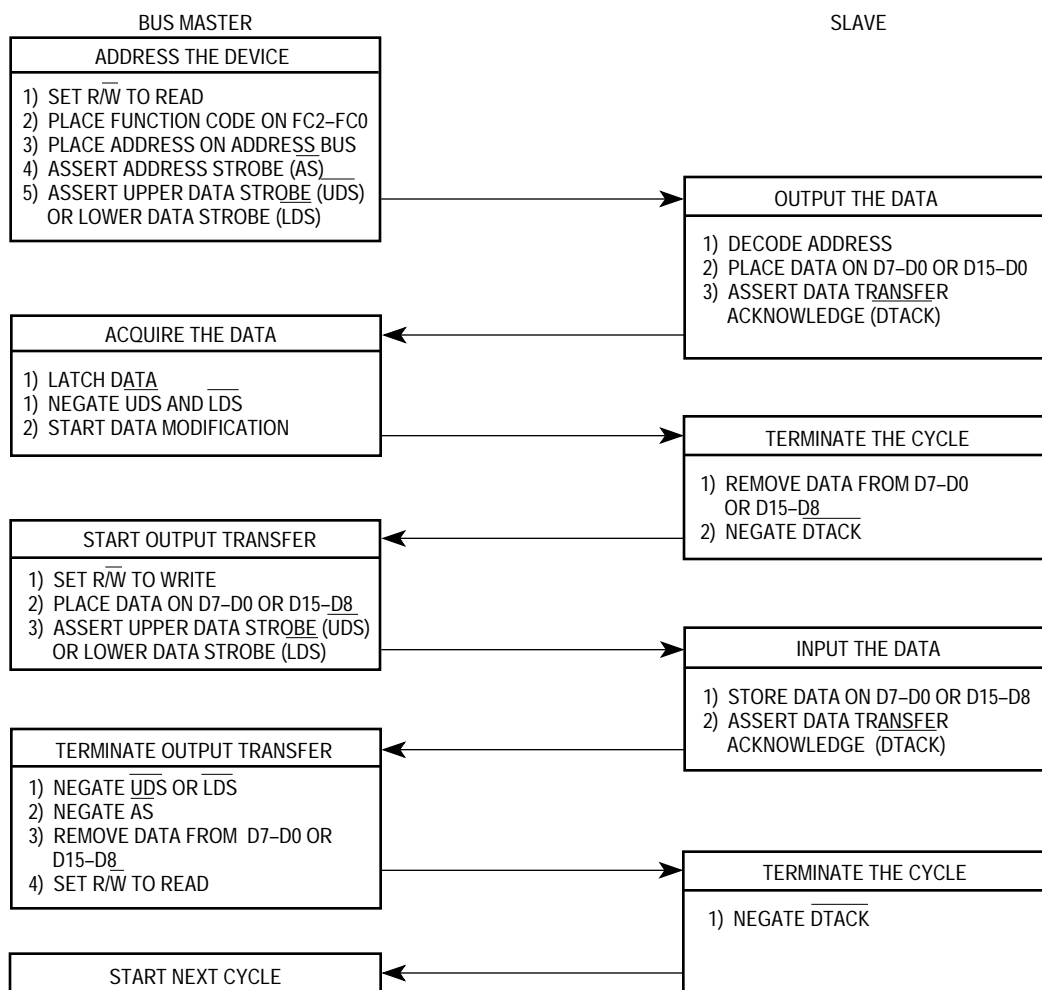 BUS MASTER
SLAVE
ADDRESS THE DEVICE
1) SET R/W̅ TO READ
2) PLACE FUNCTION CODE ON FC2–FC0
3) PLACE ADDRESS ON ADDRESS BUS
4) ASSERT ADDRESS STROBE (AS)
5) ASSERT UPPER DATA STROBE (UDS)
OR LOWER DATA STROBE (LDS)
OUTPUT THE DATA
1) DECODE ADDRESS
2) PLACE DATA ON D7–D0 OR D15–D0
3) ASSERT DATA TRANSFER
ACKNOWLEDGE (DTACK)
ACQUIRE THE DATA
1) LATCH DATA
1) NEGATE UDS AND LDS
2) START DATA MODIFICATION
TERMINATE THE CYCLE
1) REMOVE DATA FROM D7–D0
OR D15–D8
2) NEGATE DTACK
START OUTPUT TRANSFER
1) SET R/W̅ TO WRITE
2) PLACE DATA ON D7–D0 OR D15–D8
3) ASSERT UPPER DATA STROBE (UDS)
OR LOWER DATA STROBE (LDS)
INPUT THE DATA
1) STORE DATA ON D7–D0 OR D15–D8
2) ASSERT DATA TRANSFER
ACKNOWLEDGE (DTACK)
TERMINATE OUTPUT TRANSFER
1) NEGATE UDS OR LDS
2) NEGATE AS
3) REMOVE DATA FROM D7–D0 OR
D15–D8
4) SET R/W̅ TO READ
TERMINATE THE CYCLE
1) NEGATE DTACK
START NEXT CYCLE